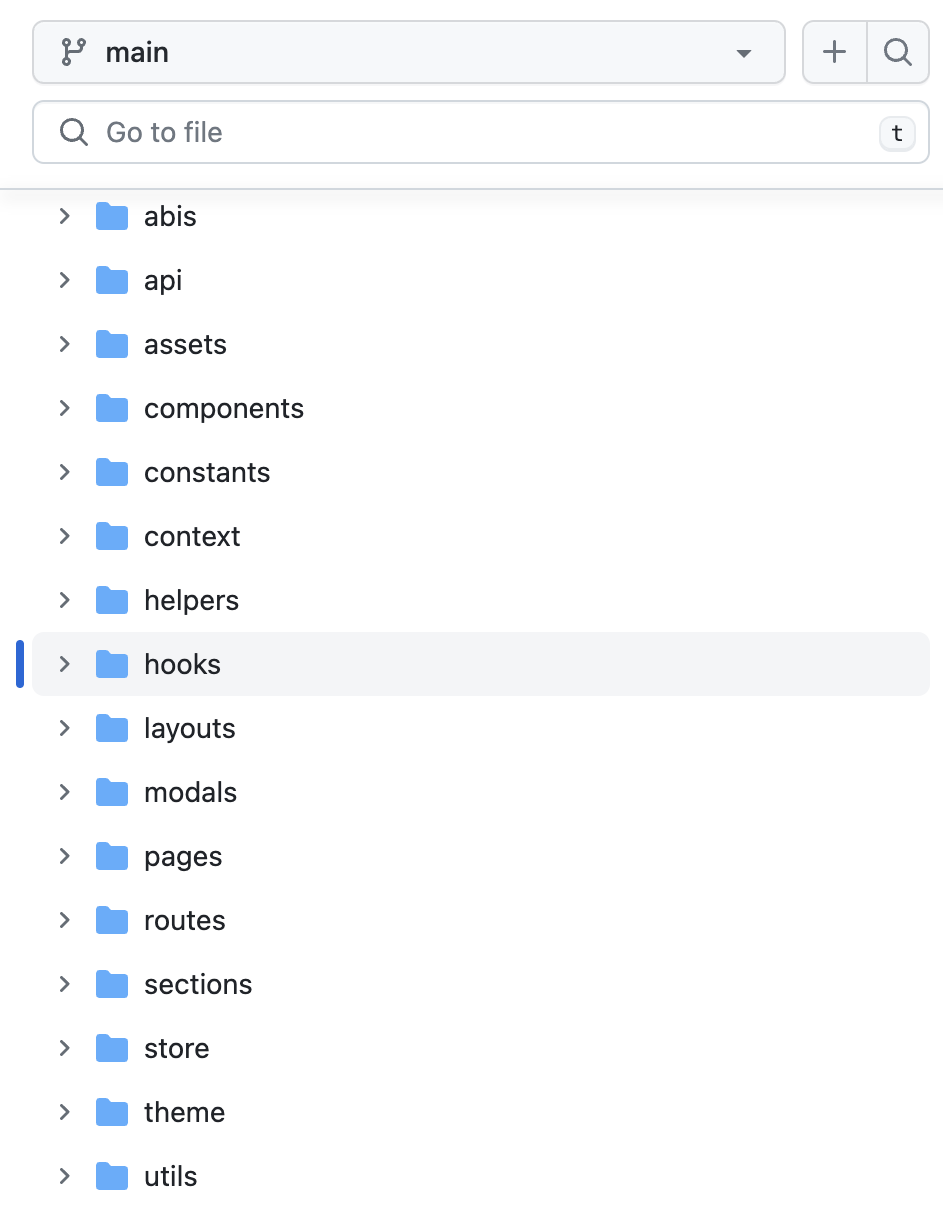 main
Go to file
t
abis
api
assets
components
constants
context
helpers
hooks
layouts
modals
pages
routes
sections
store
theme
utils